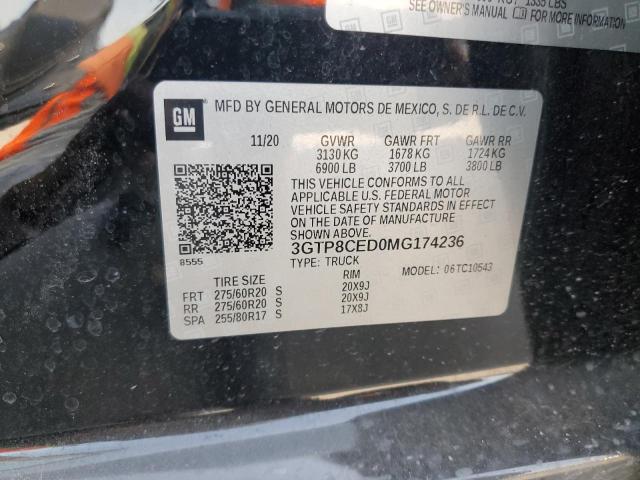 1335 LBS
SEE OWNER'S MANUAL FOR MORE INFORMATION
GM
GM
MFD BY GENERAL MOTORS DE MEXICO, S. DE R.L. DE C.V.
11/20 GVWR GAWR FRT GAWR RR
3130 KG 1678 KG 1724 KG
6900 LB 3700 LB 3800 LB
THIS VEHICLE CONFORMS TO ALL
APPLICABLE U.S. FEDERAL MOTOR
VEHICLE SAFETY STANDARDS IN EFFECT
ON THE DATE OF MANUFACTURE
SHOWN ABOVE.
3GTP8CED0MG174236
8555
TYPE: TRUCK MODEL: 06TC10543
TIRE SIZE RIM
FRT 275/60R20 S 20X9J
RR 275/60R20 S 20X9J
SPA 255/80R17 S 17X8J